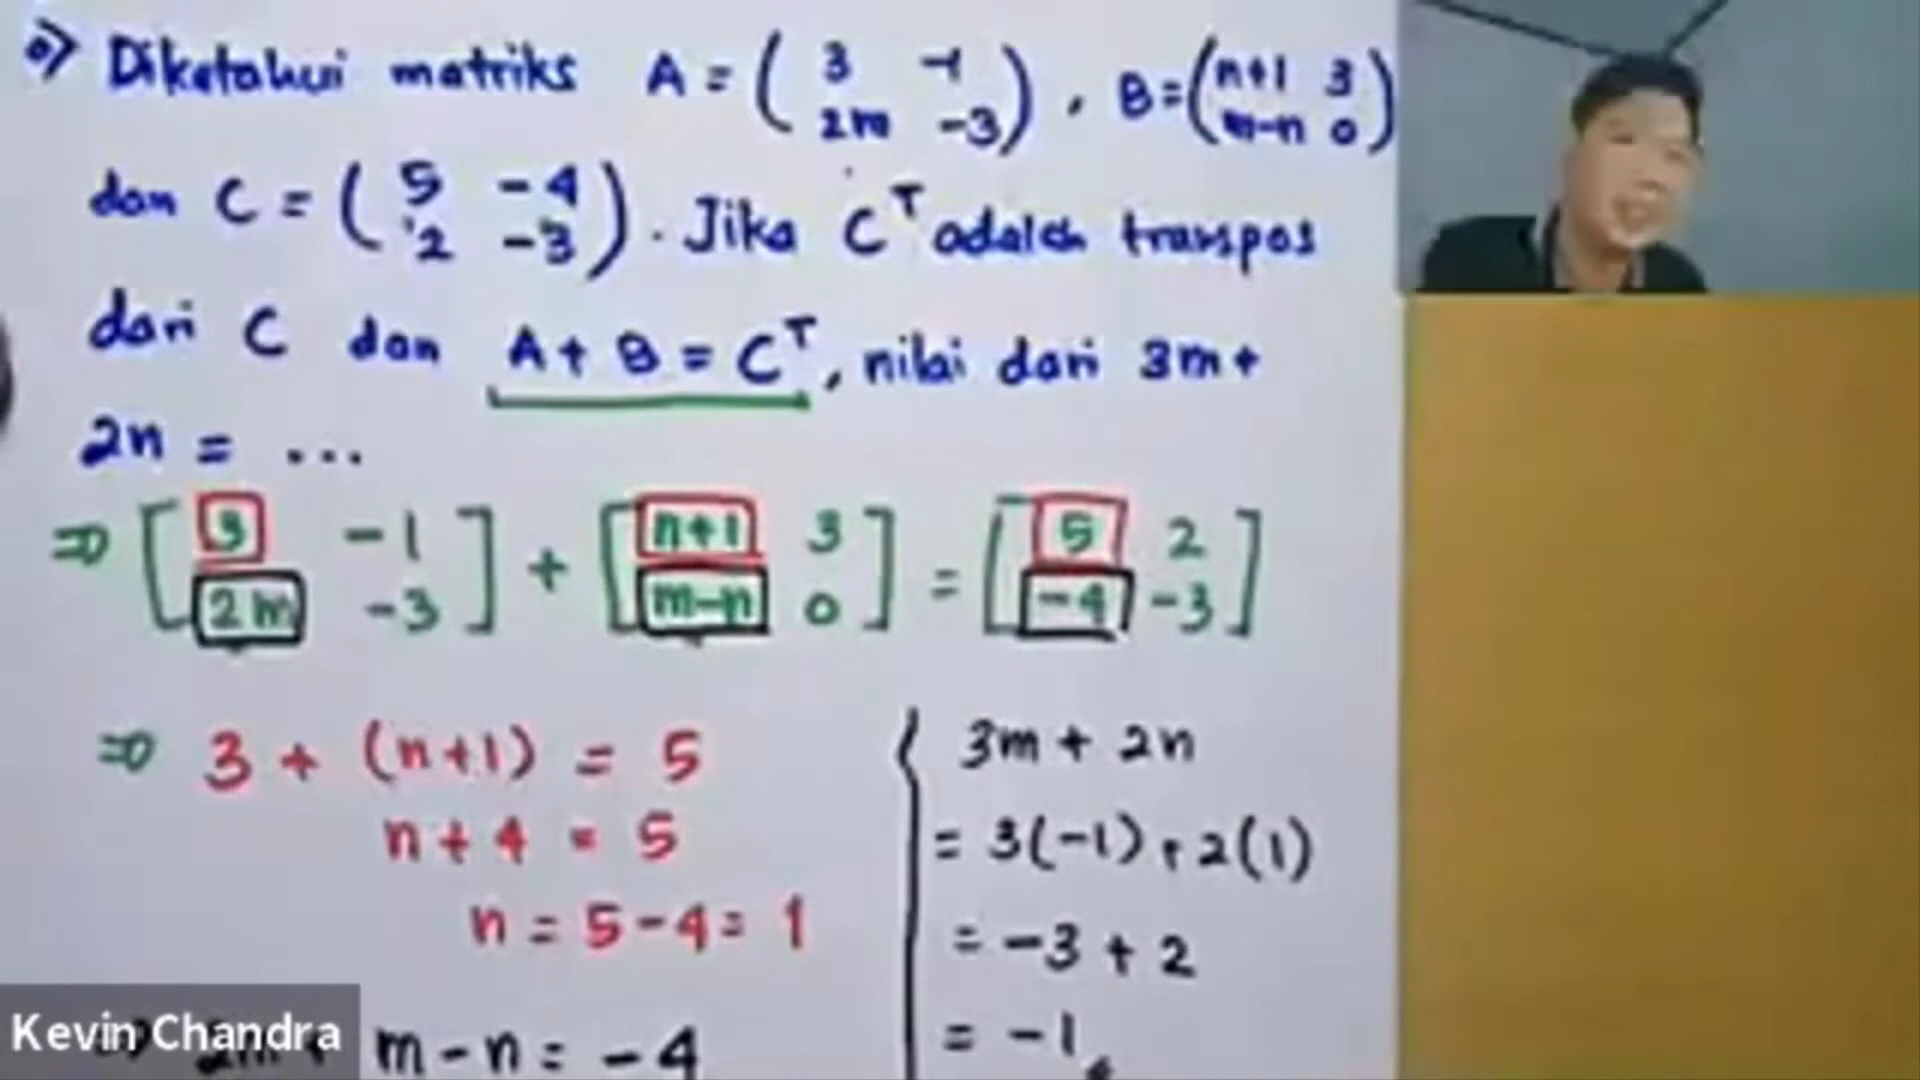 Diketahui matriks A = ( 3 -1 2m -3 ) , B = ( n+1 3 m-n 0 )
dan C = ( 5 -4 2 -3 ) . Jika Cᵀ adalah transpos
dari C dan A + B = Cᵀ, nilai dari 3m +
2n = ...
⇒ [ 3 -1 2m -3 ] + [ n+1 3 m-n 0 ] = [ 5 2 -4 -3 ]
⇒ 3 + (n+1) = 5
n + 4 = 5
n = 5 - 4 = 1
m - n = -4
3m + 2n
= 3(-1) + 2(1)
= -3 + 2
= -1
Kevin Chandra